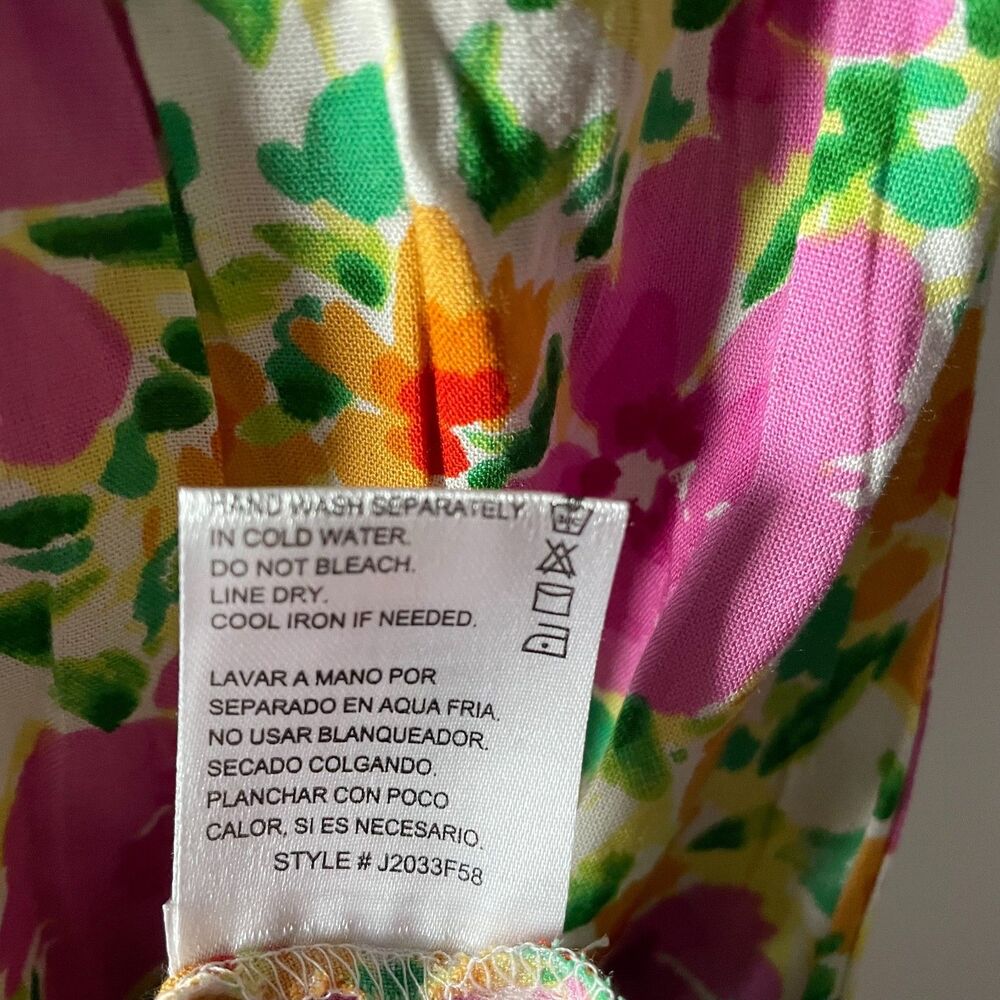 HAND WASH SEPARATELY
IN COLD WATER.
DO NOT BLEACH.
LINE DRY.
COOL IRON IF NEEDED.
LAVAR A MANO POR
SEPARADO EN AQUA FRIA.
NO USAR BLANQUEADOR.
SECADO COLGANDO.
PLANCHAR CON POCO
CALOR, SI ES NECESARIO.
STYLE # J2033F58